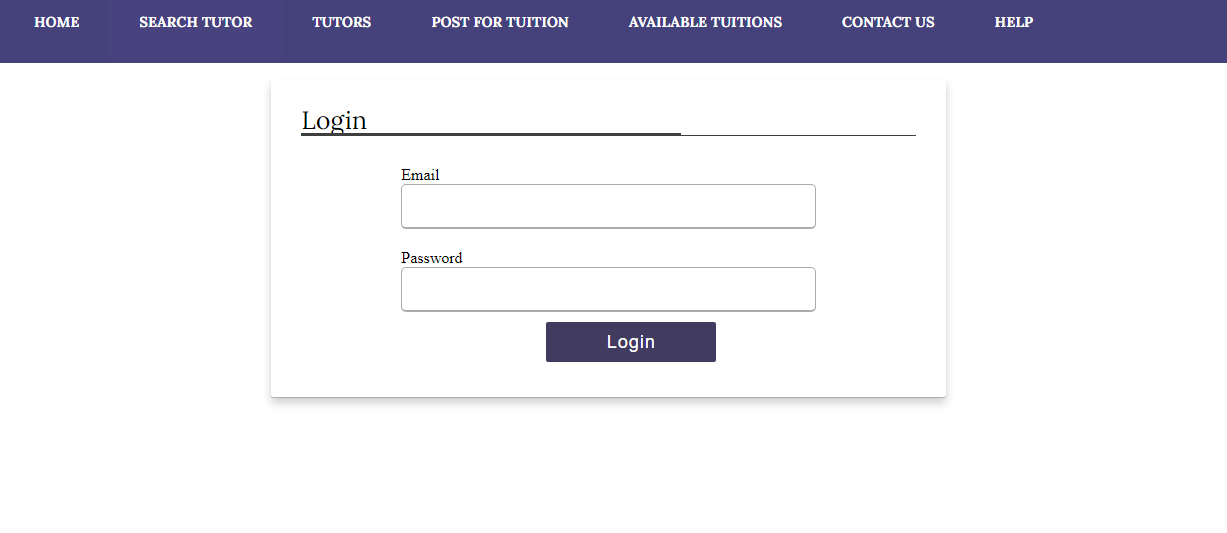 HOME SEARCH TUTOR TUTORS POST FOR TUITION AVAILABLE TUITIONS CONTACT US HELP
Login
Email
Password
Login